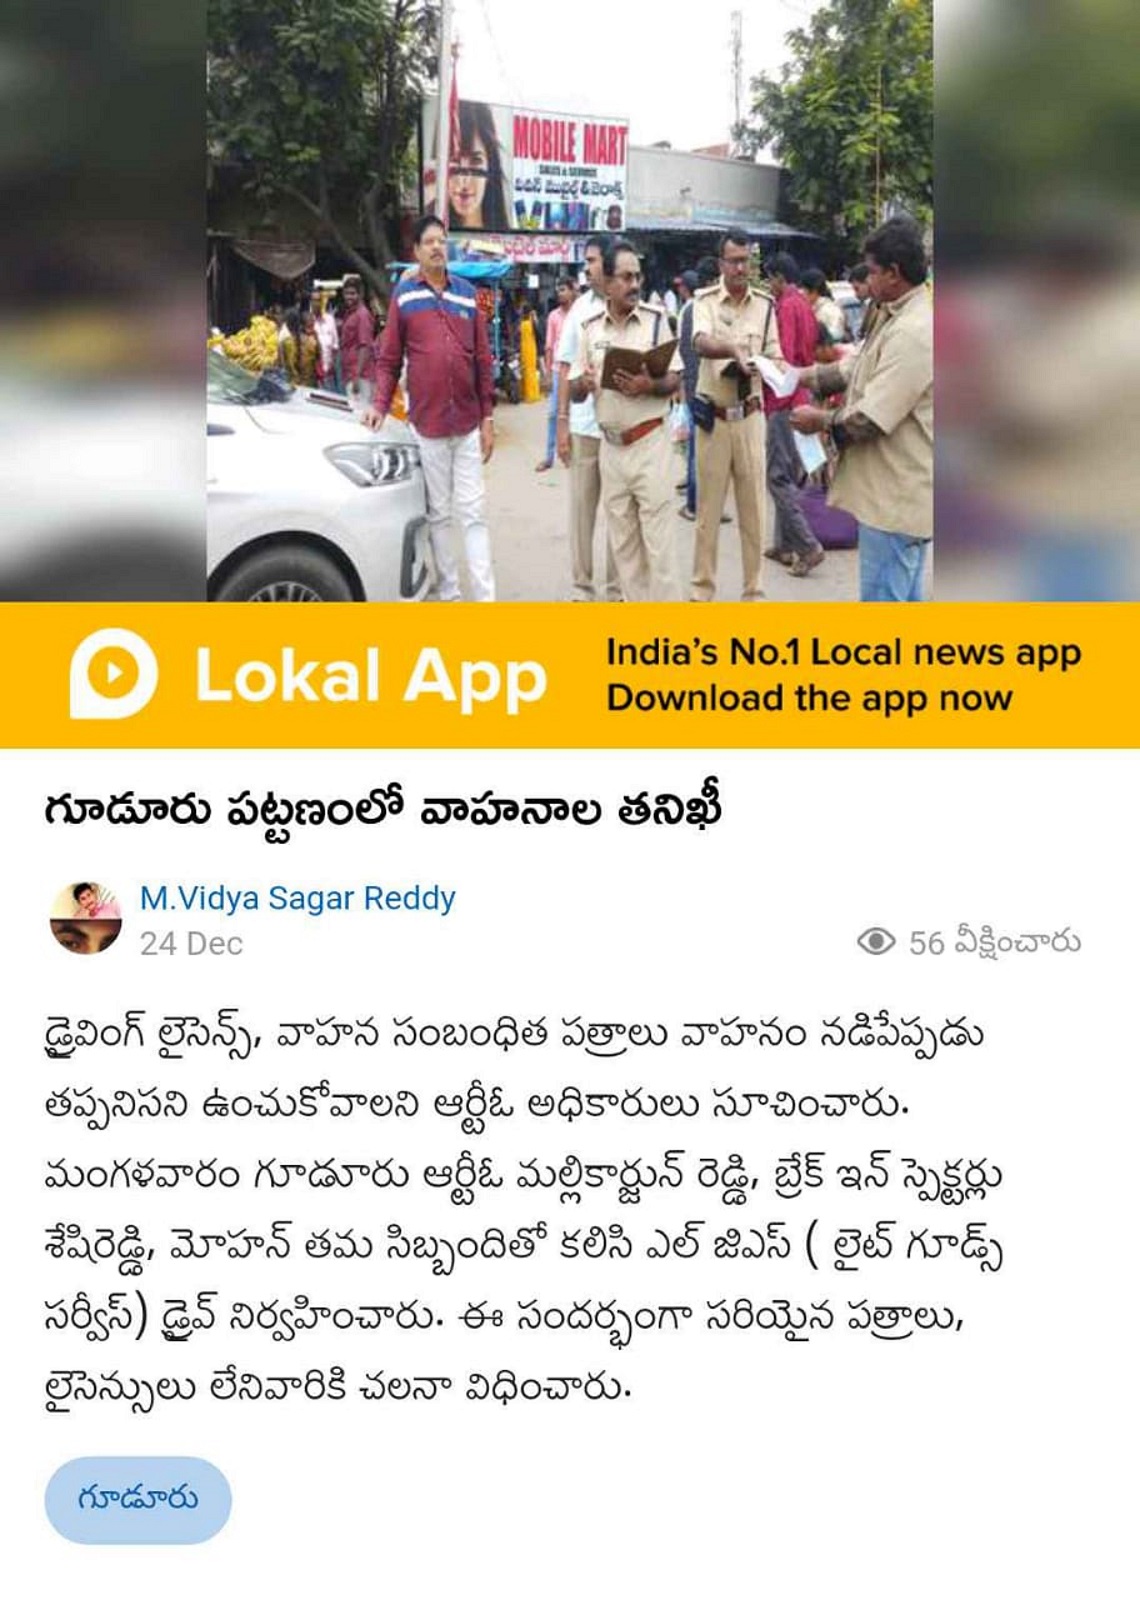 MOBILE MART
SALES & SERVICE
Lokal App
India's No.1 Local news app
Download the app now
గూడూరు పట్టణంలో వాహనాల తనిఖీ
M.Vidya Sagar Reddy
24 Dec
56 వీక్షించారు
డ్రైవింగ్ లైసెన్స్, వాహన సంబంధిత పత్రాలు వాహనం నడిపేప్పడు
తప్పనిసని ఉంచుకోవాలని ఆర్టీఓ అధికారులు సూచించారు.
మంగళవారం గూడూరు ఆర్టీఓ మల్లికార్జున్ రెడ్డి, బ్రేక్ ఇన్ స్పెక్టర్లు
శేషిరెడ్డి, మోహన్ తమ సిబ్బందితో కలిసి ఎల్ జిఎస్ ( లైట్ గూడ్స్
సర్వీస్) డ్రైవ్ నిర్వహించారు. ఈ సందర్భంగా సరియైన పత్రాలు,
లైసెన్సులు లేనివారికి చలనా విధించారు.
గూడూరు